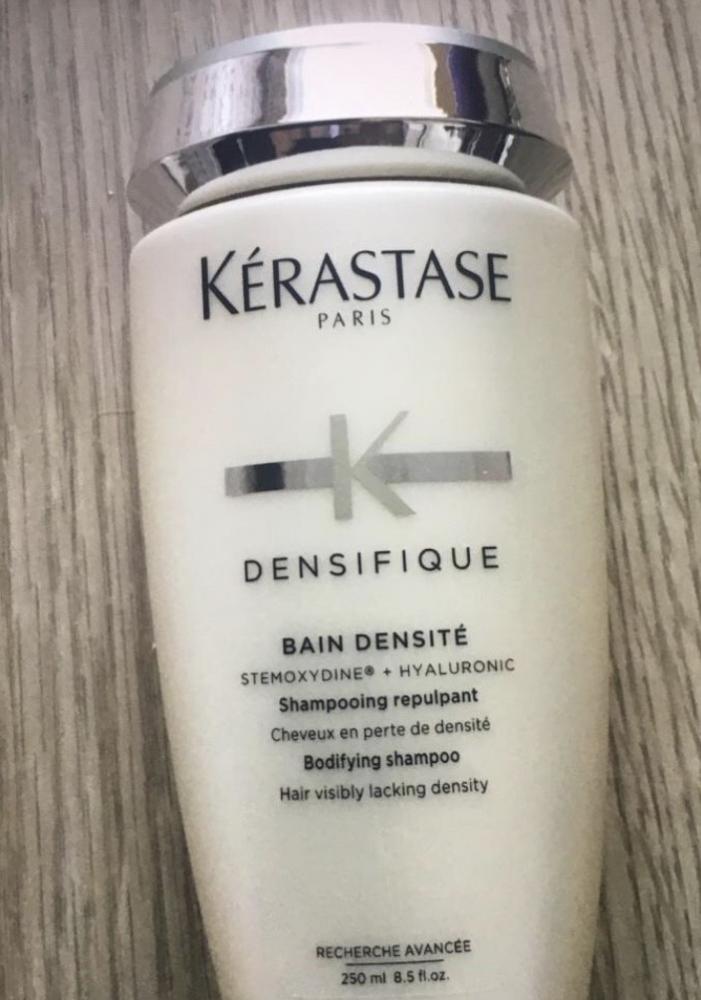 KÉRASTASE
PARIS
K
DENSIFIQUE
BAIN DENSITÉ
STEMOXYDINE® + HYALURONIC
Shampooing repulpant
Cheveux en perte de densité
Bodifying shampoo
Hair visibly lacking density
RECHERCHE AVANCÉE
250 ml 8.5 fl.oz.